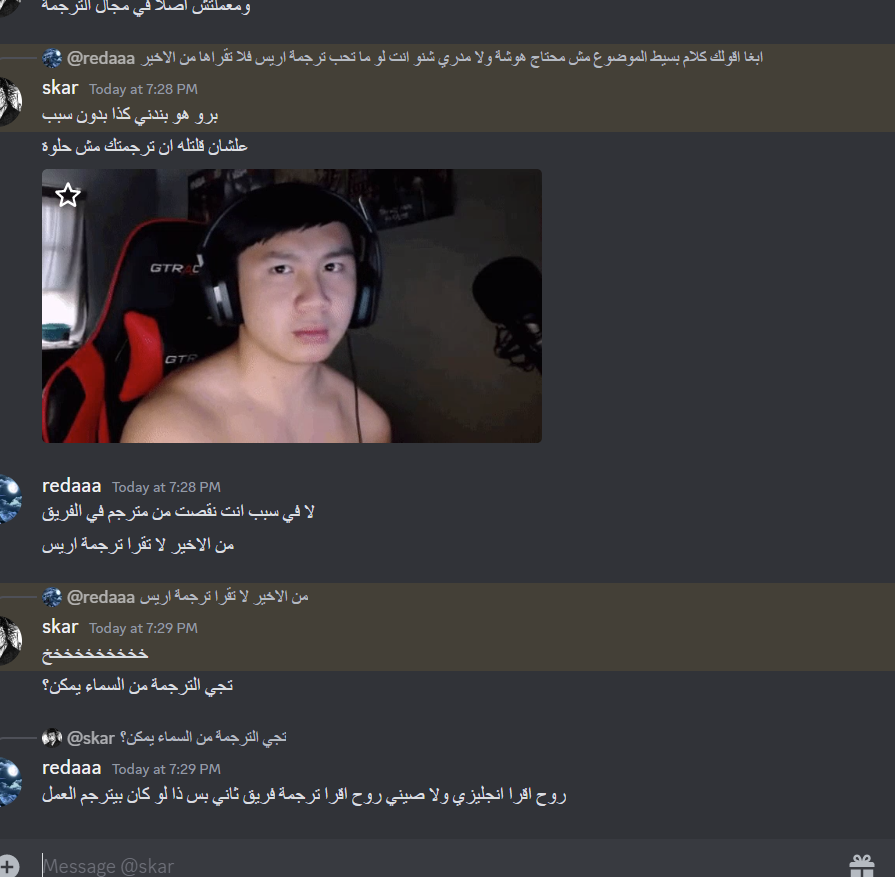 ومعملتش اصلا في مجال الترجمة
@redaaa ابغا اقولك كلام بسيط الموضوع مش محتاج هوشة ولا مدري شنو انت لو ما تحب ترجمة اريس فلا تقراها من الاخير
skar Today at 7:28 PM
برو هو بندني كذا بدون سبب
علشان قلتله ان ترجمتك مش حلوة
GTRAC
GTR
redaaa Today at 7:28 PM
لا في سبب انت نقصت من مترجم في الفريق
من الاخير لا تقرا ترجمة اريس
@redaaa من الاخير لا تقرا ترجمة اريس
skar Today at 7:29 PM
خخخخخخخخخخ
تجي الترجمة من السماء يمكن؟
@skar تجي الترجمة من السماء يمكن؟
redaaa Today at 7:29 PM
روح اقرا انجليزي ولا صيني روح اقرا ترجمة فريق ثاني بس ذا لو كان بيترجم العمل
Message @skar